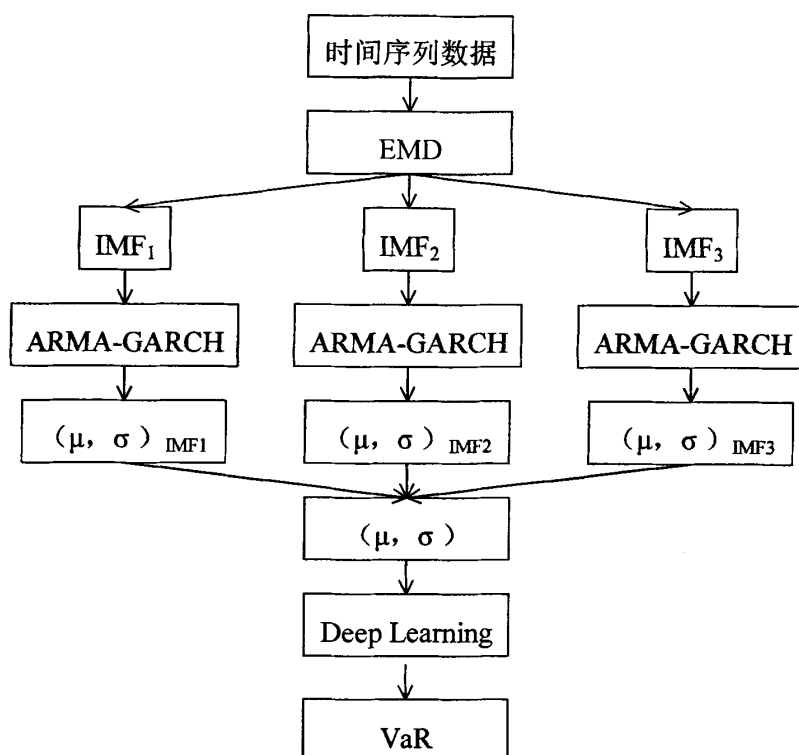 时间序列数据
EMD
IMF₁ IMF₂ IMF₃
ARMA-GARCH ARMA-GARCH ARMA-GARCH
（μ，σ）IMF1 （μ，σ）IMF2 （μ，σ）IMF3
（μ，σ）
Deep Learning
VaR